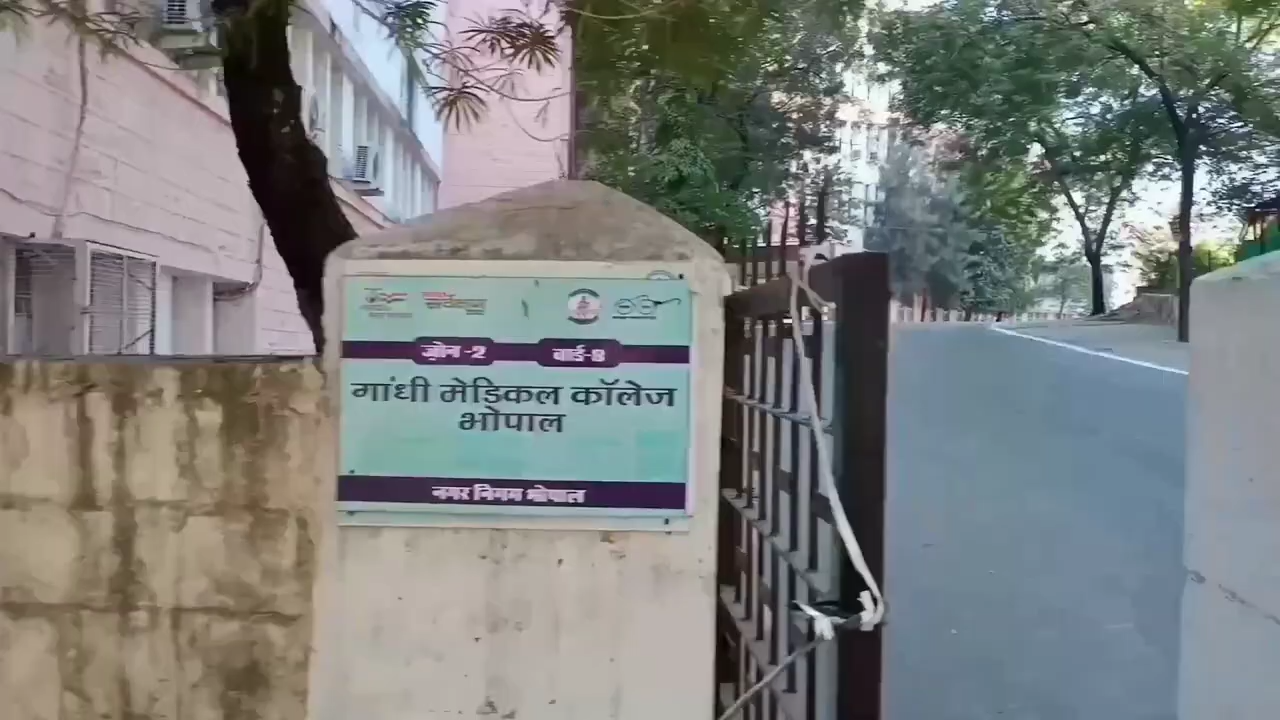 ज़ोन -2 वार्ड-8
गांधी मेडिकल कॉलेज
भोपाल
नगर निगम भोपाल